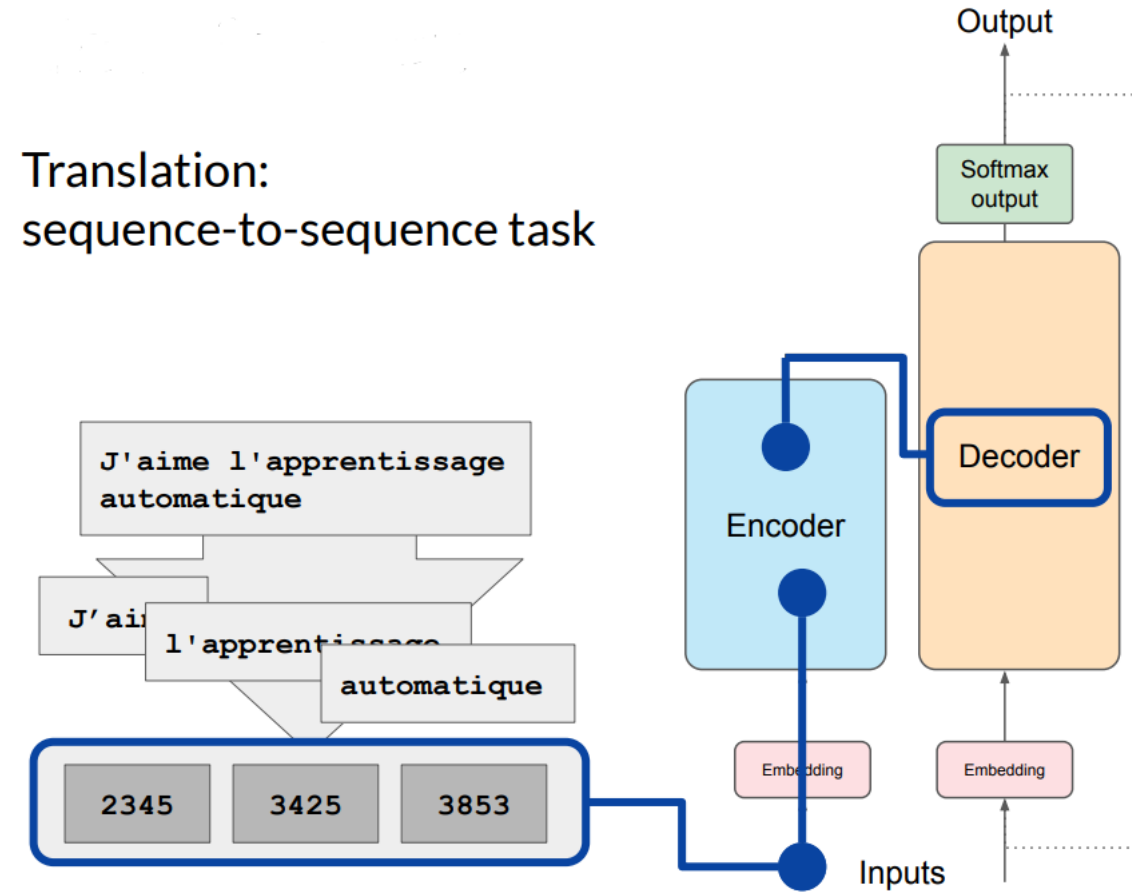 Output
Translation:
sequence-to-sequence task
Softmax
output
J'aime l'apprentissage
automatique
Decoder
Encoder
J’ai
l'apprentissage
automatique
2345 3425 3853
Embedding
Embedding
Inputs